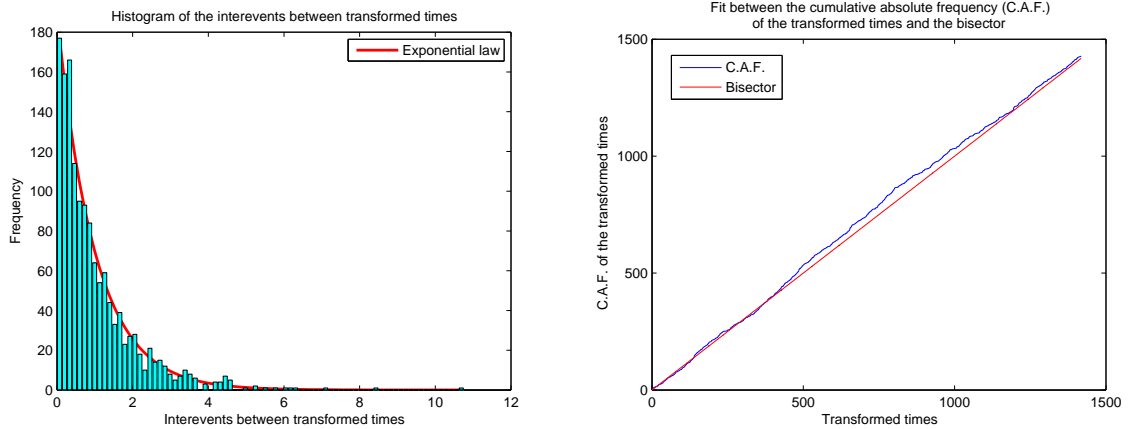 Histogram of the interevents between transformed times
180
160
140
120
100
80
60
40
20
0
Frequency
Exponential law
0 2 4 6 8 10 12
Interevents between transformed times
Fit between the cumulative absolute frequency (C.A.F.)
of the transformed times and the bisector
1500
1000
500
0
C.A.F. of the transformed times
C.A.F.
Bisector
0 500 1000 1500
Transformed times